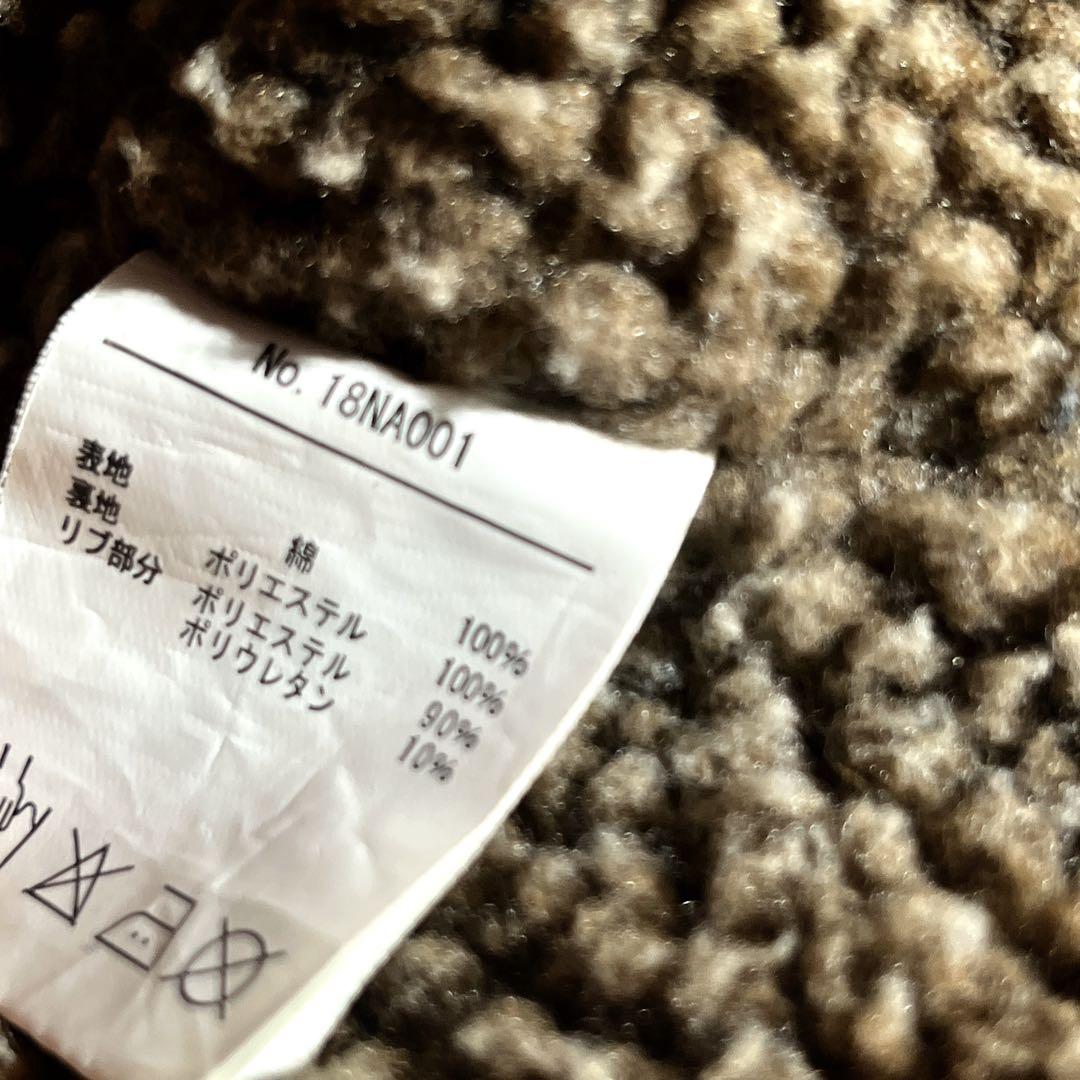 No. 18NA001
表地 綿 100%
裏地 ポリエステル 100%
リブ部分 ポリエステル 90%
ポリウレタン 10%